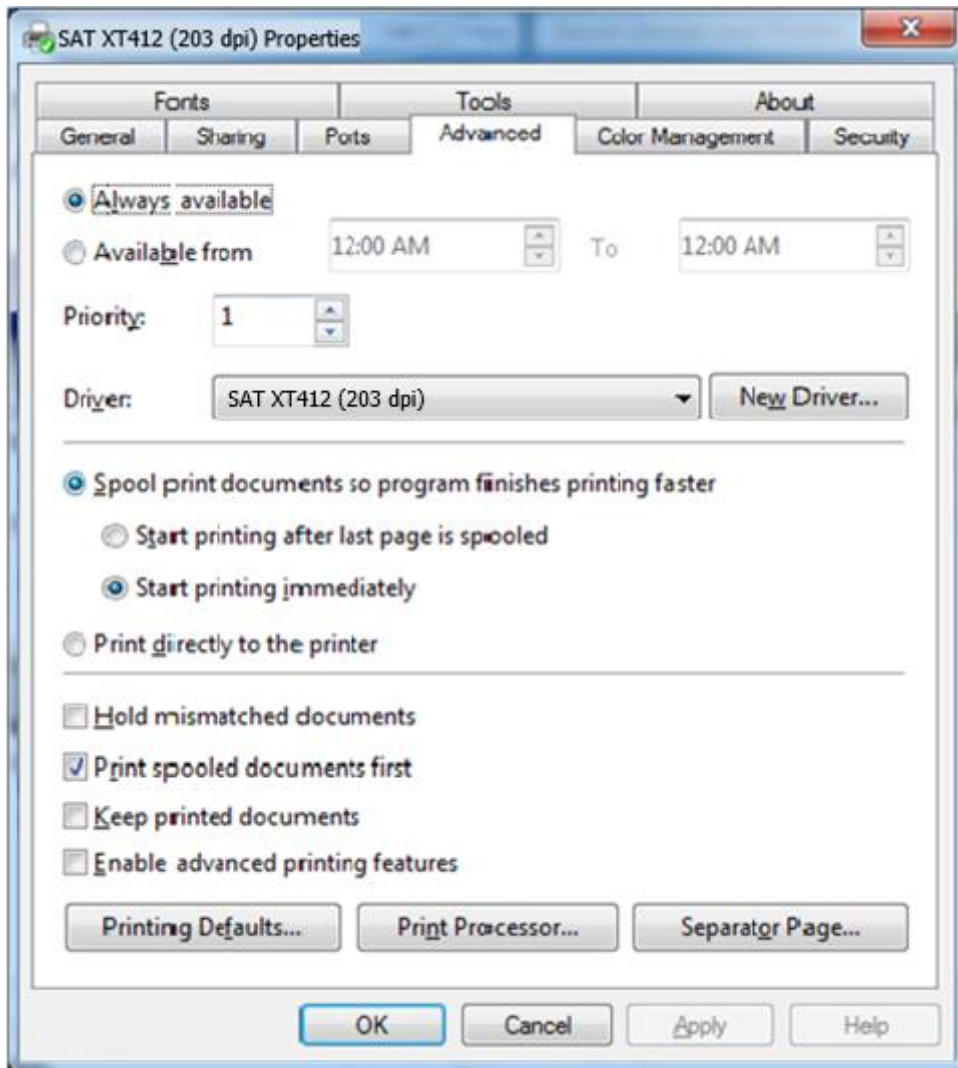 SAT XT412 (203 dpi) Properties
Fonts Tools About
General Sharing Ports Advanced Color Management Security
Always available
Available from 12:00 AM To 12:00 AM
Priority: 1
Driver: SAT XT412 (203 dpi) New Driver...
Spool print documents so program finishes printing faster
Start printing after last page is spooled
Start printing immediately
Print directly to the printer
Hold mismatched documents
Print spooled documents first
Keep printed documents
Enable advanced printing features
Printing Defaults... Print Processor... Separator Page...
OK Cancel Apply Help